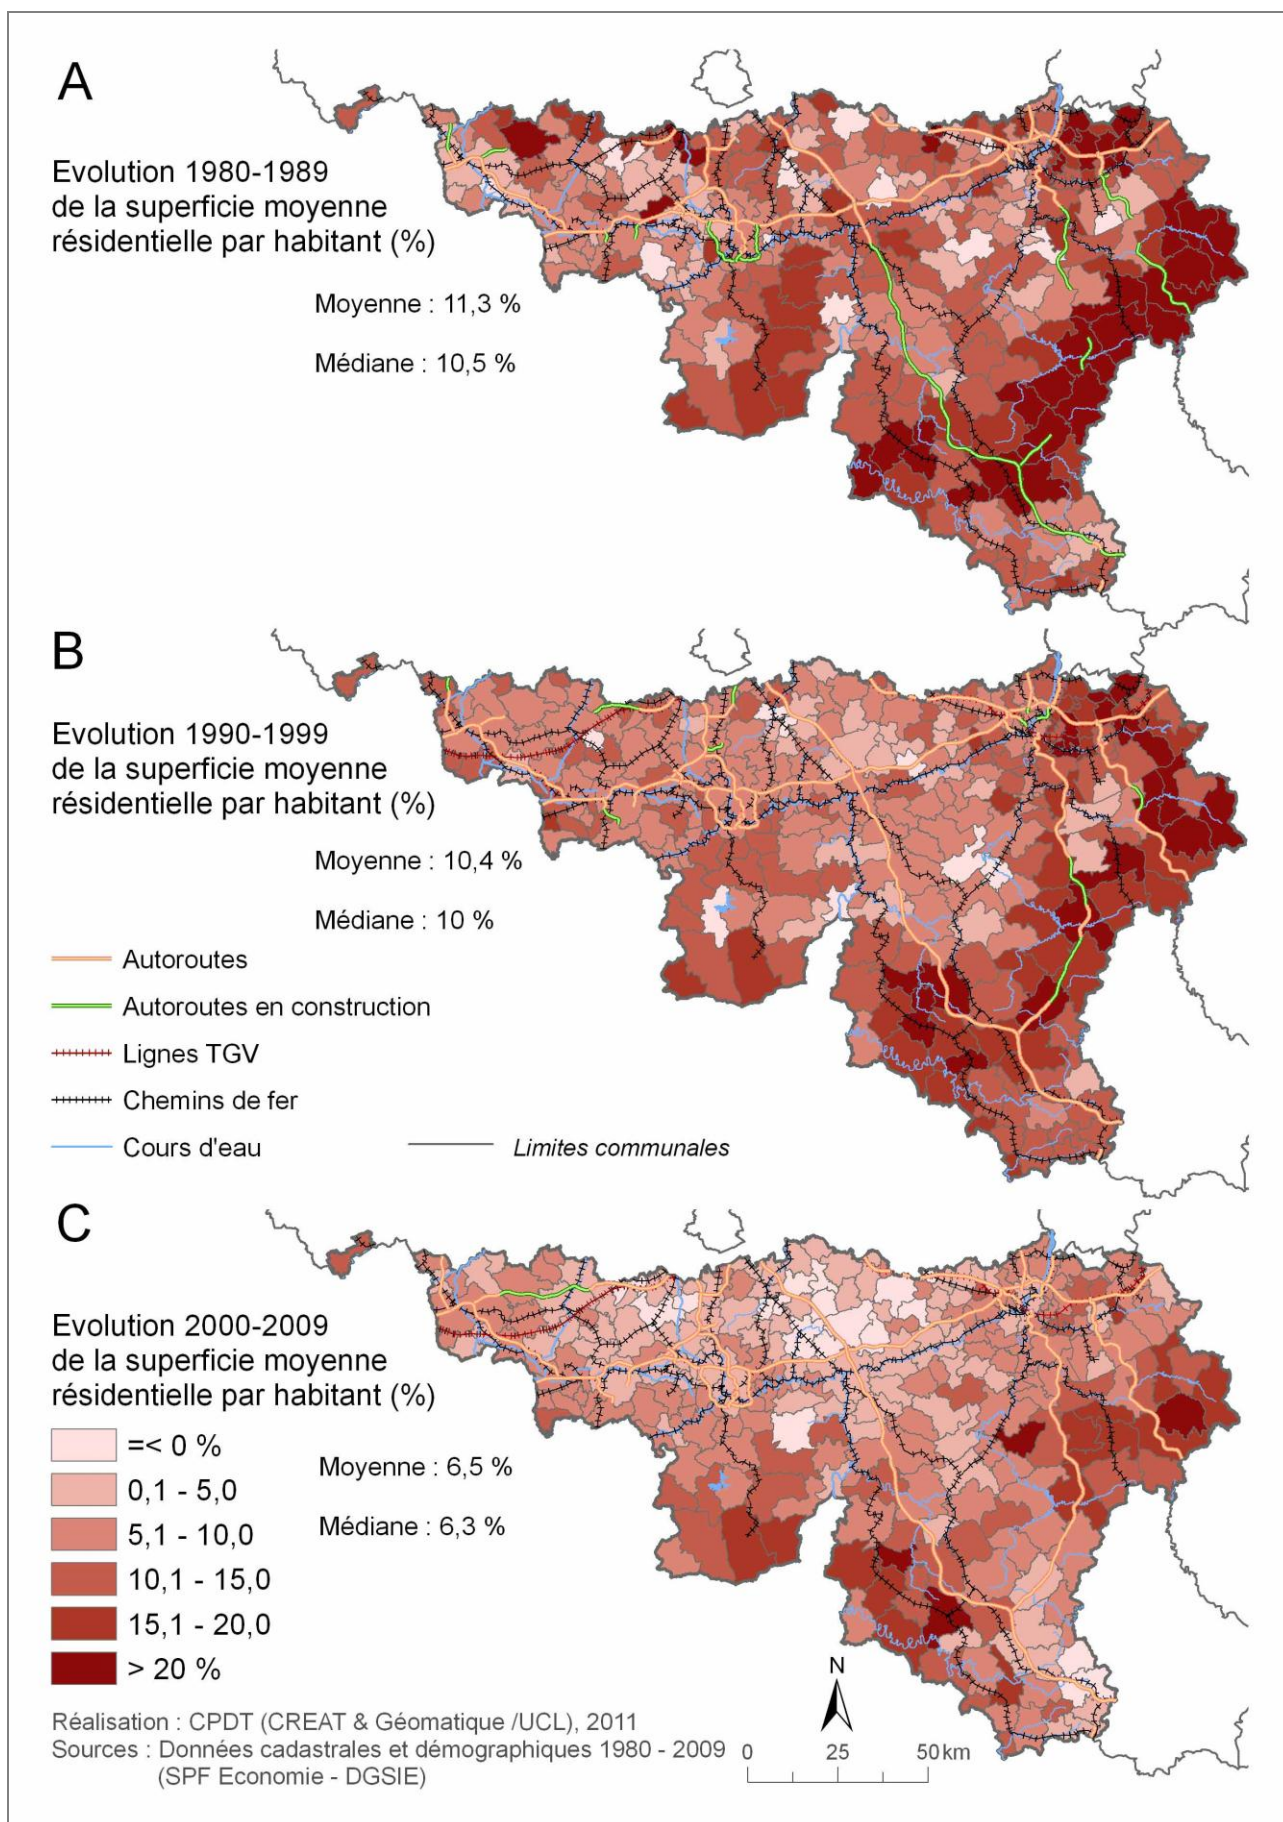 A
Evolution 1980-1989
de la superficie moyenne
résidentielle par habitant (%)
Moyenne : 11,3 %
Médiane : 10,5 %
B
Evolution 1990-1999
de la superficie moyenne
résidentielle par habitant (%)
Moyenne : 10,4 %
Médiane : 10 %
Autoroutes
Autoroutes en construction
Lignes TGV
Chemins de fer
Cours d'eau
Limites communales
C
Evolution 2000-2009
de la superficie moyenne
résidentielle par habitant (%)
=< 0 %
0,1 - 5,0
5,1 - 10,0
10,1 - 15,0
15,1 - 20,0
> 20 %
Moyenne : 6,5 %
Médiane : 6,3 %
N
Réalisation : CPDT (CREAT & Géomatique /UCL), 2011
Sources : Données cadastrales et démographiques 1980 - 2009
(SPF Economie - DGSIE)
0 25 50 km